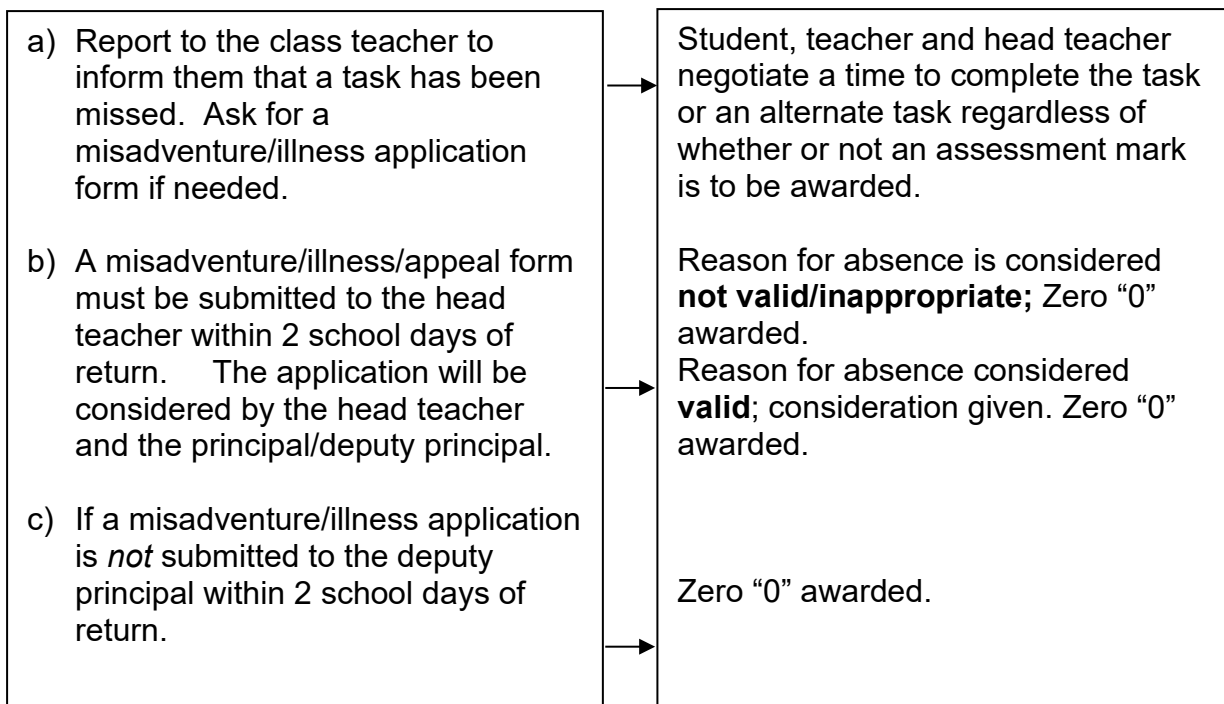 a) Report to the class teacher to
inform them that a task has been
missed. Ask for a
misadventure/illness application
form if needed.
b) A misadventure/illness/appeal form
must be submitted to the head
teacher within 2 school days of
return. The application will be
considered by the head teacher
and the principal/deputy principal.
c) If a misadventure/illness application
is not submitted to the deputy
principal within 2 school days of
return.
Student, teacher and head teacher
negotiate a time to complete the task
or an alternate task regardless of
whether or not an assessment mark
is to be awarded.
Reason for absence is considered
not valid/inappropriate; Zero “0”
awarded.
Reason for absence considered
valid; consideration given. Zero “0”
awarded.
Zero “0” awarded.